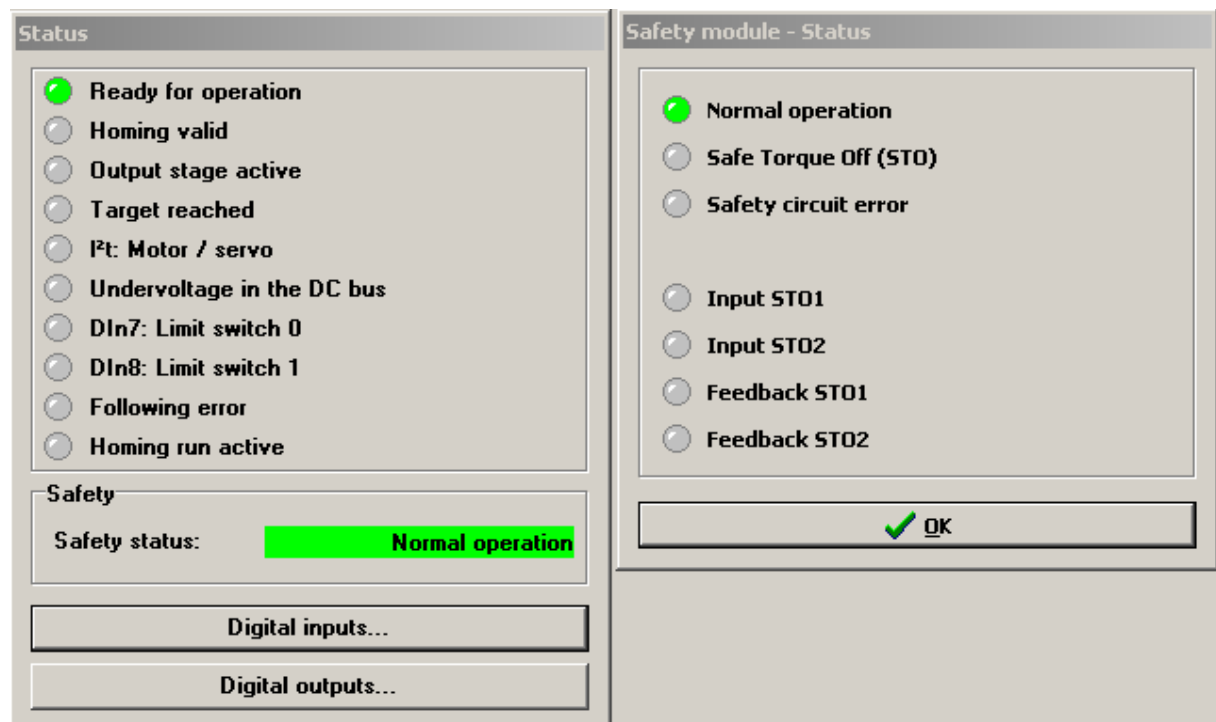 Status
Ready for operation
Homing valid
Output stage active
Target reached
I²t: Motor / servo
Undervoltage in the DC bus
DIn7: Limit switch 0
DIn8: Limit switch 1
Following error
Homing run active
Safety
Safety status: Normal operation
Digital inputs...
Digital outputs...
Safety module - Status
Normal operation
Safe Torque Off (STO)
Safety circuit error
Input STO1
Input STO2
Feedback STO1
Feedback STO2
OK